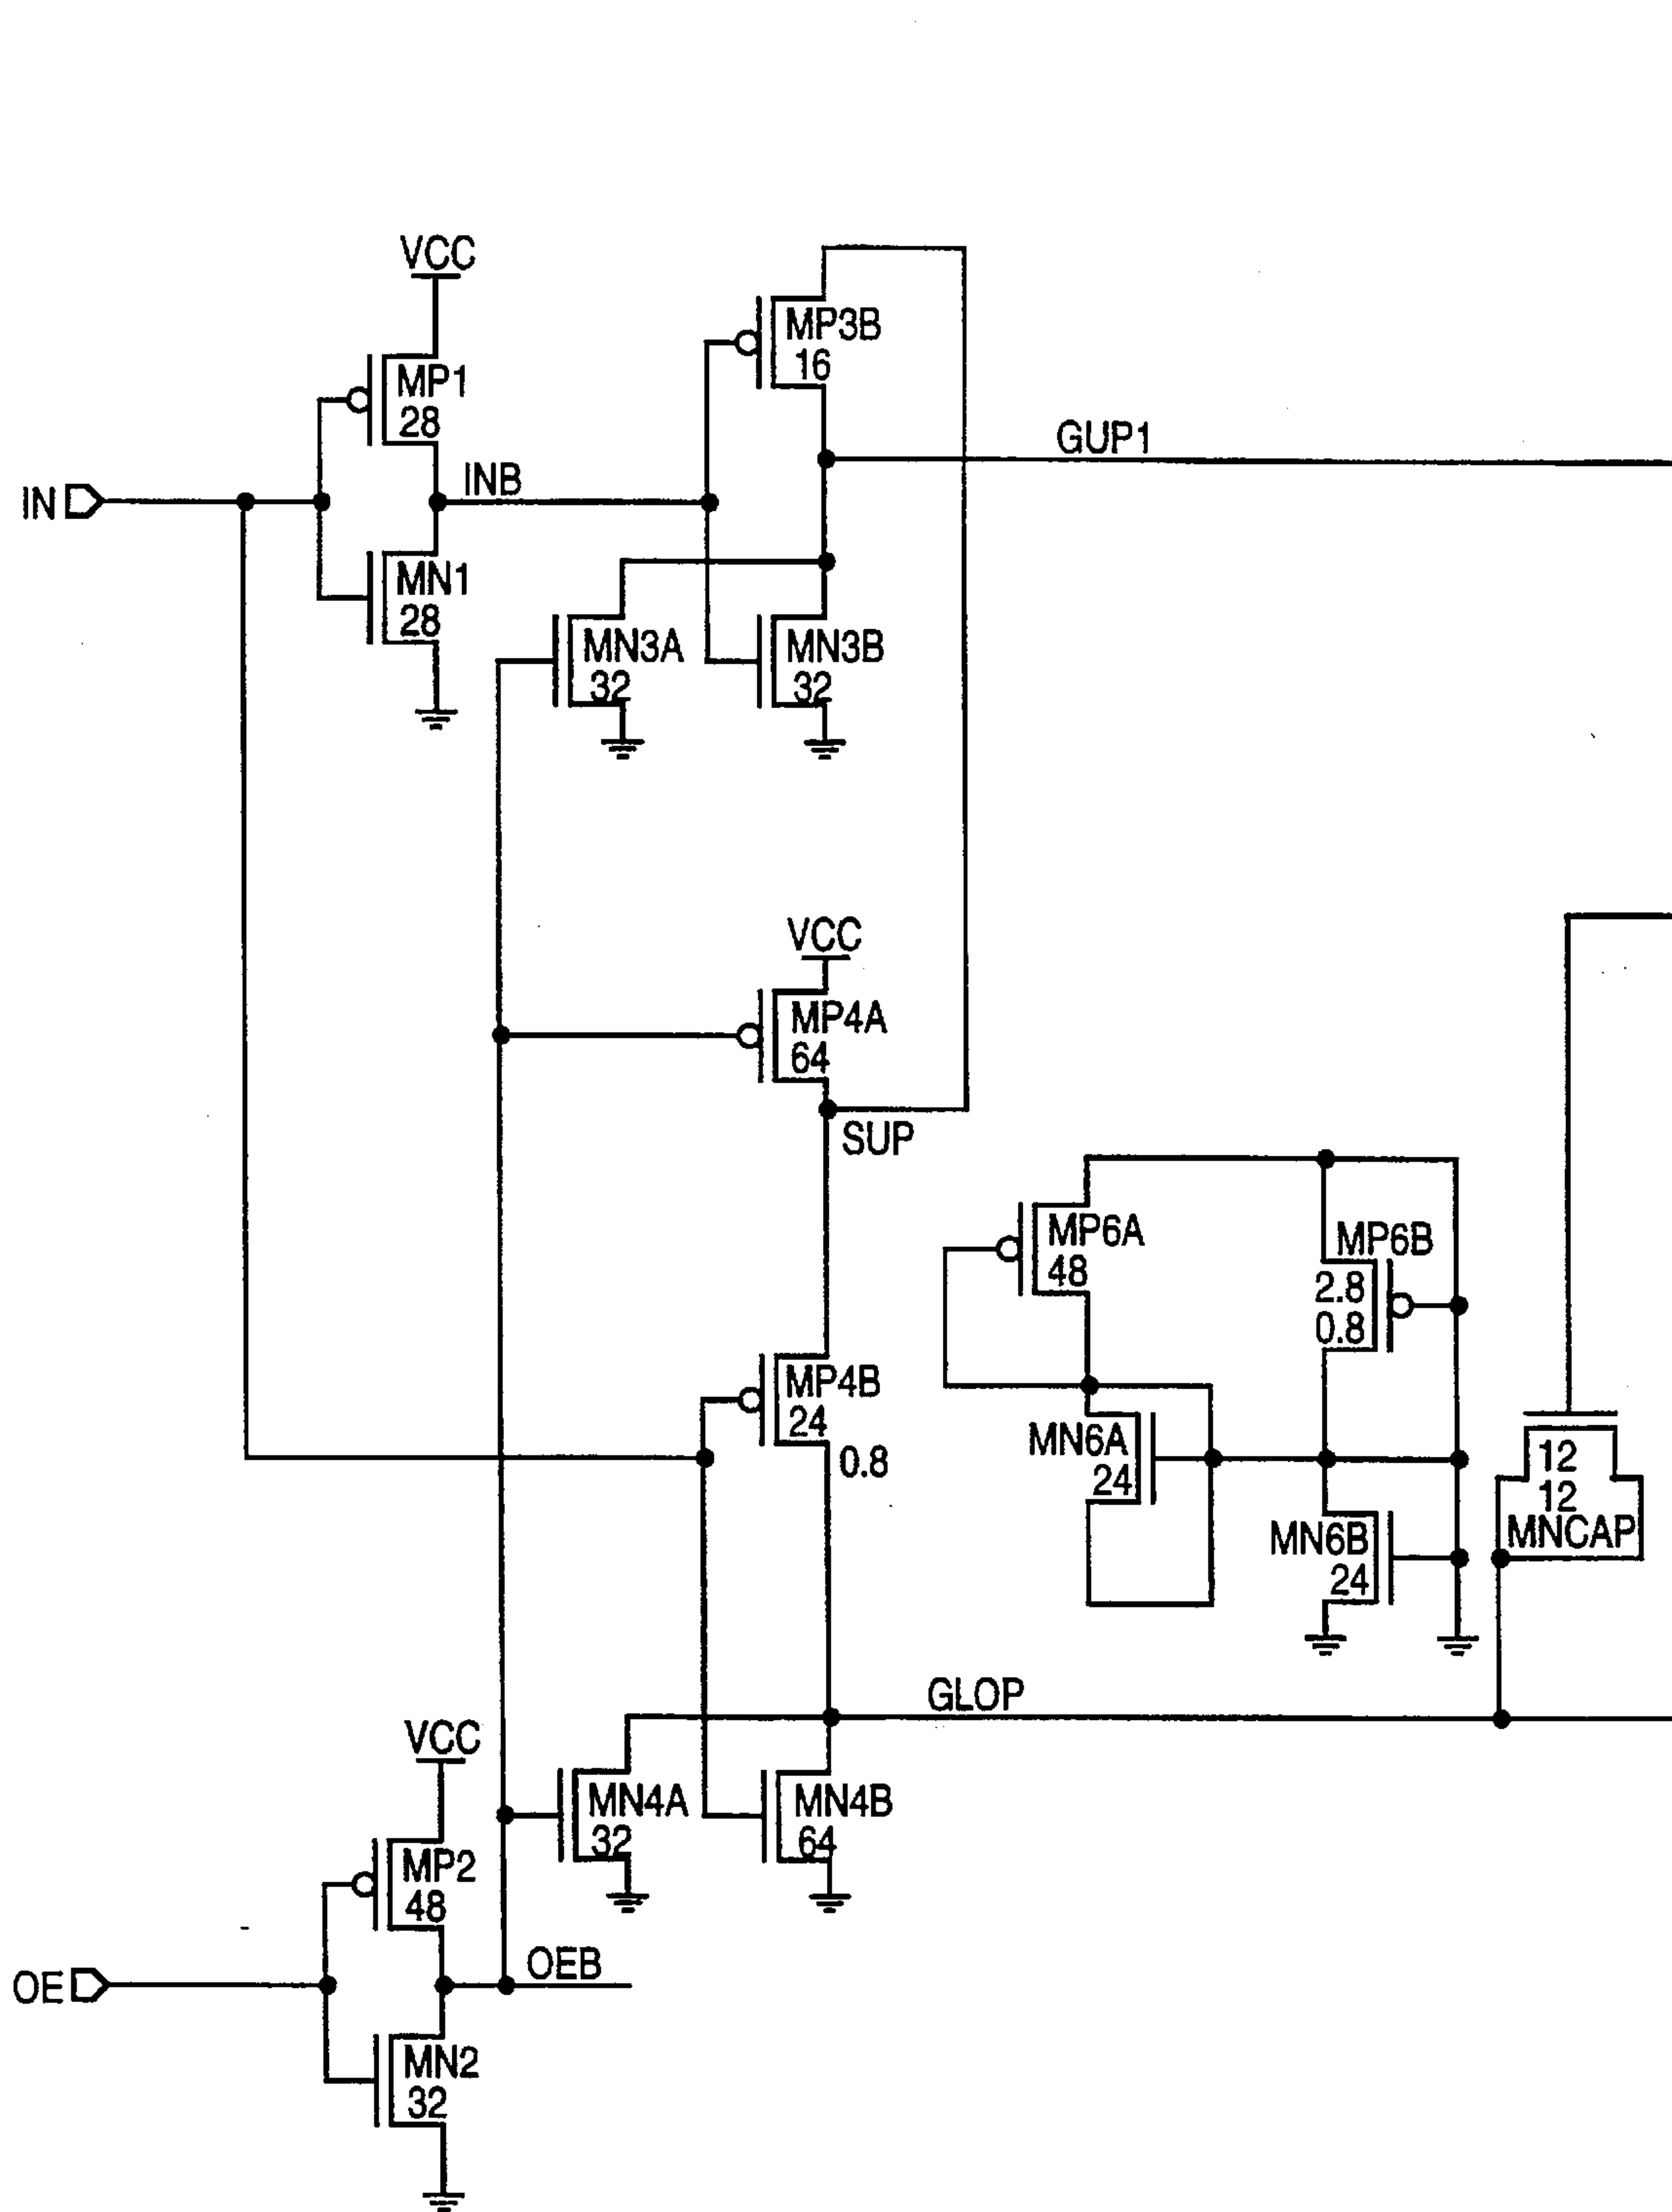 VCC
MP3B
16
MP1
28
GUP1
INB
IN
MN1
28
MN3A
32
MN3B
32
VCC
MP4A
64
SUP
MP6A
48
MP6B
2.8
0.8
MP4B
24
0.8
MN6A
24
12
12
MNCAP
MN6B
24
GLOP
VCC
MN4A
32
MN4B
64
MP2
48
OEB
OE
MN2
32